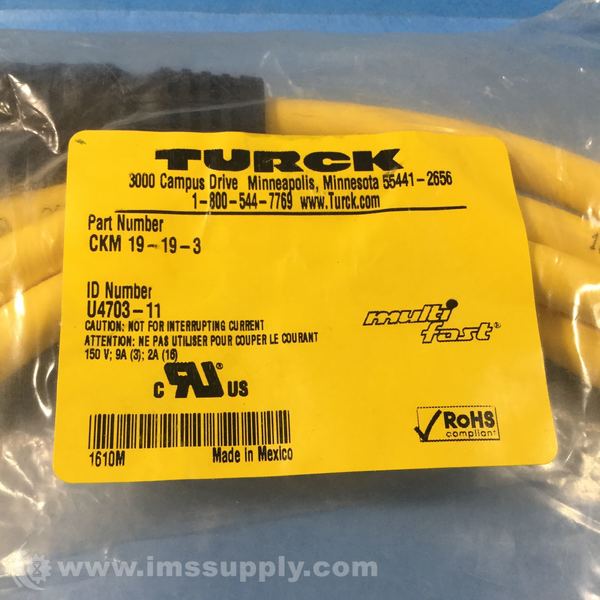 TURCK
3000 Campus Drive Minneapolis, Minnesota 55441-2656
1-800-544-7769 www.Turck.com
Part Number
CKM 19-19-3
ID Number
U4703-11
CAUTION: NOT FOR INTERRUPTING CURRENT
ATTENTION: NE PAS UTILISER POUR COUPER LE COURANT
150 V; 9A (3); 2A (16)
multi
fast®
c RU US
RoHS
compliant
1610M
Made in Mexico
© www.imssupply.com